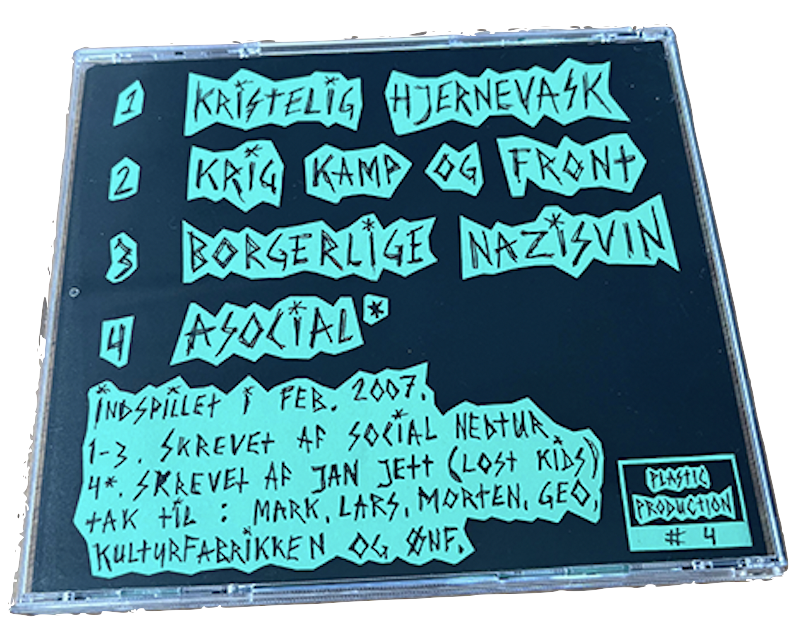 1 KRISTELIG HJERNEVASK
2 KRIG KAMP OG FRONT
3 BORGERLIGE NAZISVIN
4 ASOCIAL*
INDSPILLET I FEB. 2007.
1-3. SKREVET AF SOCIAL NEDTUR
4*. SKREVET AF JAN JETT (LOST KIDS)
TAK TIL : MARK, LARS, MORTEN, GEO,
KULTURFABRIKKEN OG ØNF.
PLASTIC
PRODUCTION
# 4